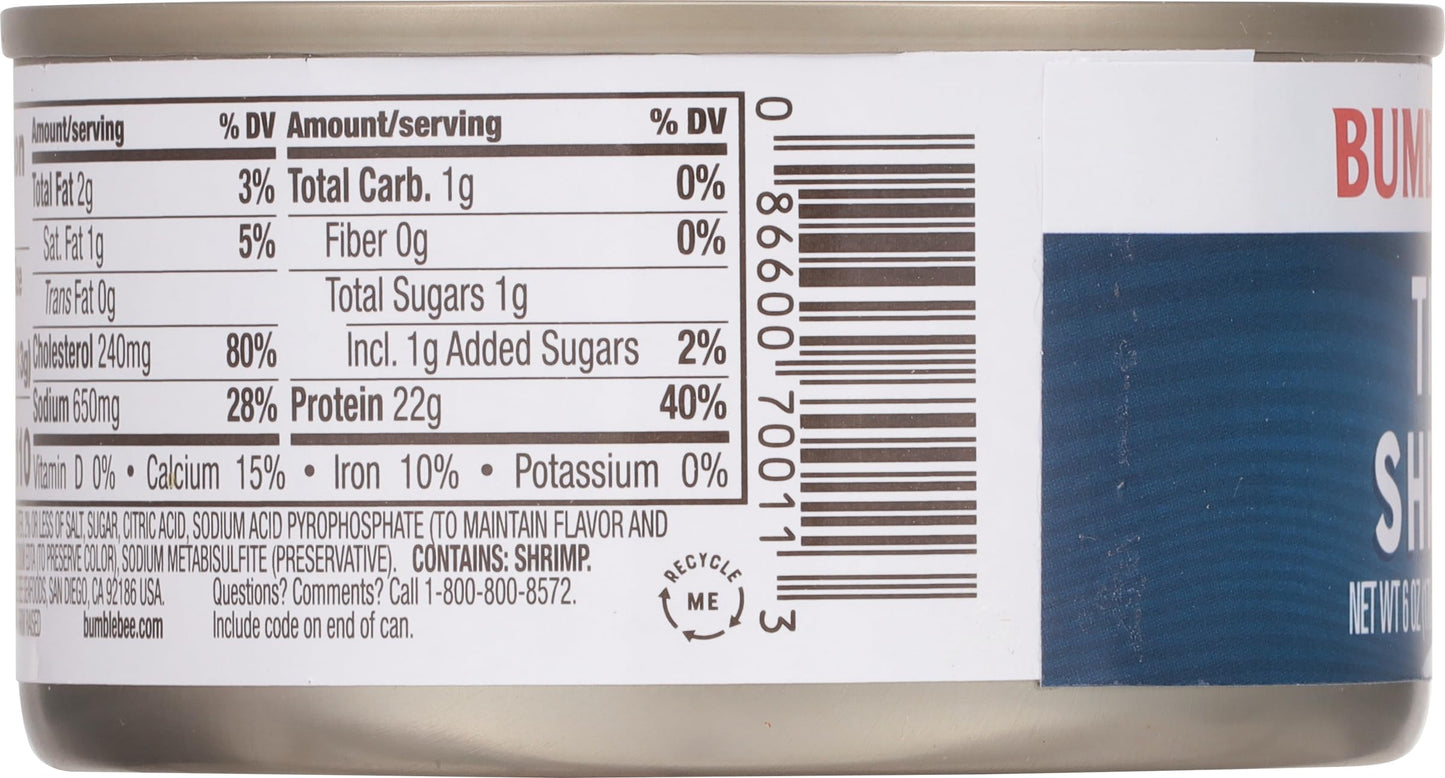 Amount/serving % DV
Total Fat 2g 3%
Sat. Fat 1g 5%
Trans Fat 0g
Cholesterol 240mg 80%
Sodium 650mg 28%
Amount/serving % DV
Total Carb. 1g 0%
Fiber 0g 0%
Total Sugars 1g
Incl. 1g Added Sugars 2%
Protein 22g 40%
Vitamin D 0% • Calcium 15% • Iron 10% • Potassium 0%
OR LESS OF SALT, SUGAR, CITRIC ACID, SODIUM ACID PYROPHOSPHATE (TO MAINTAIN FLAVOR AND
(TO PRESERVE COLOR), SODIUM METABISULFITE (PRESERVATIVE). CONTAINS: SHRIMP.
SAN DIEGO, CA 92186 USA.
bumblebee.com
Questions? Comments? Call 1-800-800-8572.
Include code on end of can.
RECYCLE
ME
0 86600 70011 3
BUMB
T
SH
NET WT 6 OZ